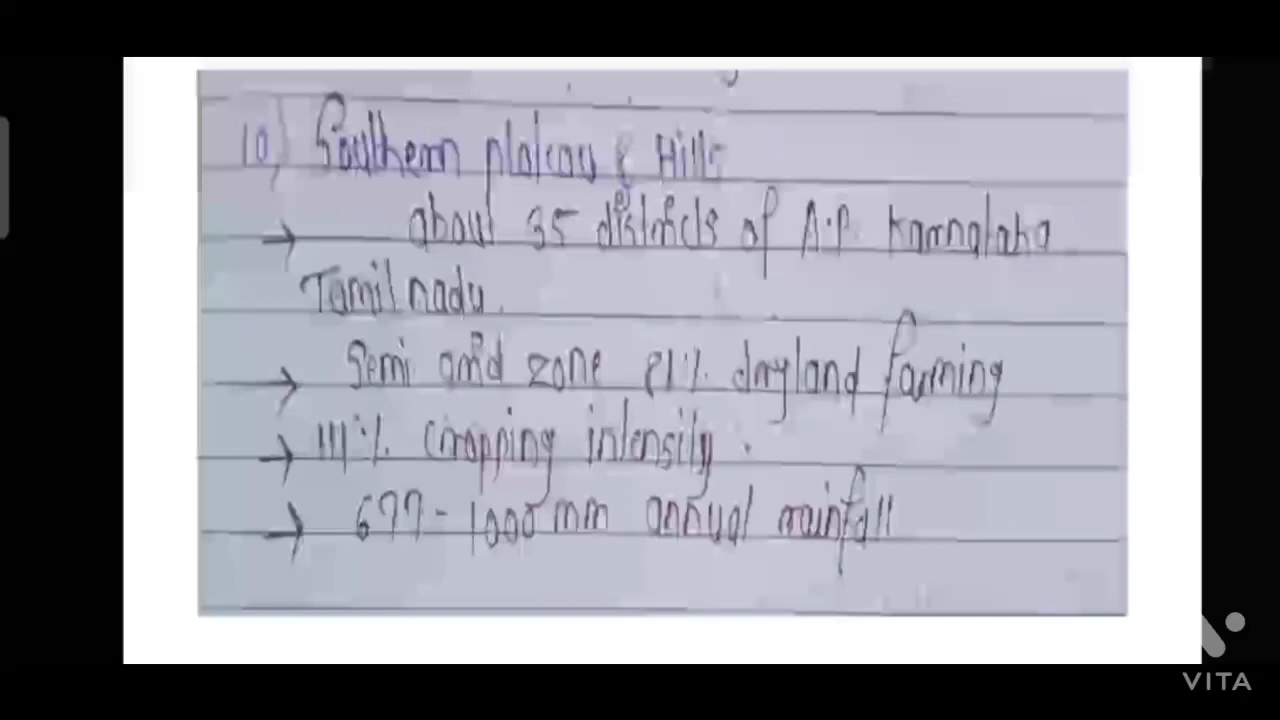 10) Southern plateau & Hills
→ about 35 districts of A.P. Karnataka
Tamil nadu.
→ Semi arid zone 81% dryland farming
→ 111% cropping intensity.
→ 677-1000 mm annual rainfall
VITA